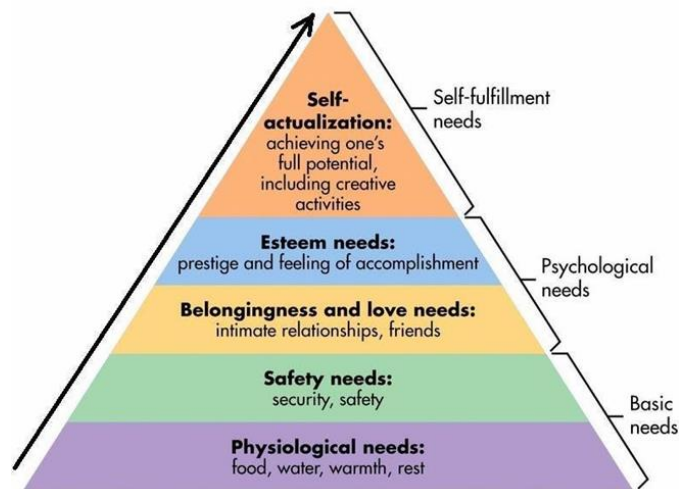 Self-
actualization:
achieving one's
full potential,
including creative
activities
Self-fulfillment
needs
Esteem needs:
prestige and feeling of accomplishment
Psychological
needs
Belongingness and love needs:
intimate relationships, friends
Safety needs:
security, safety
Basic
needs
Physiological needs:
food, water, warmth, rest